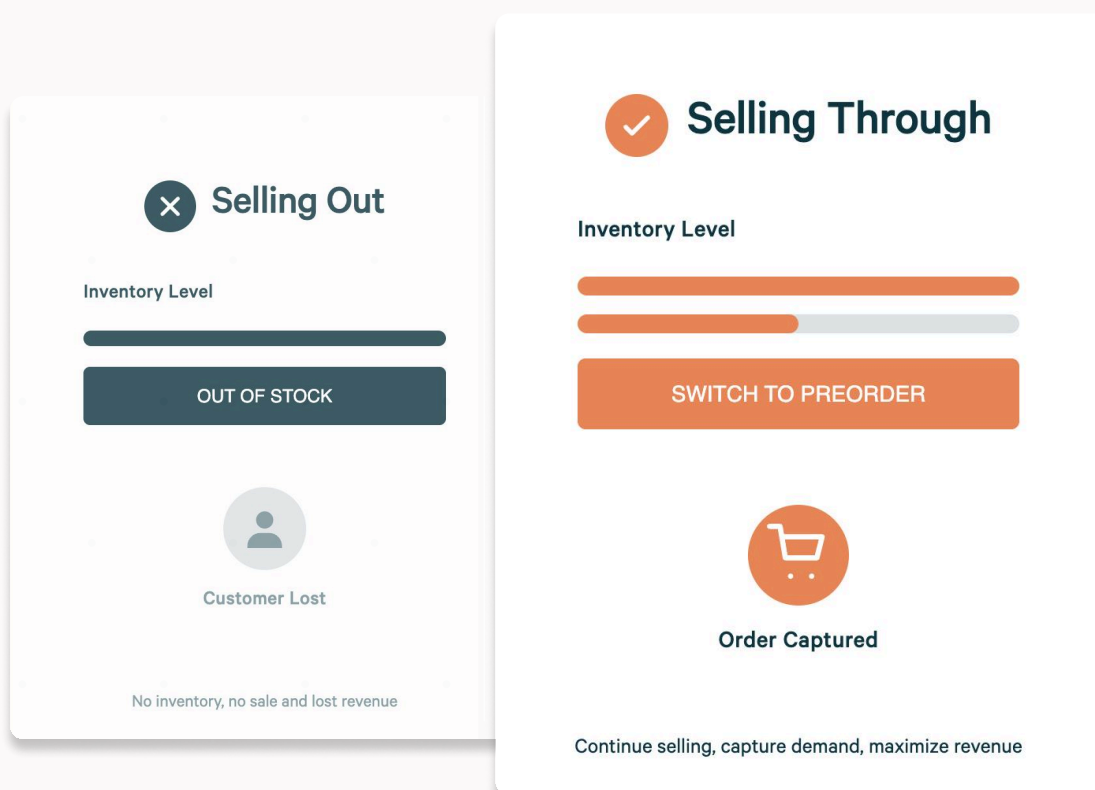 Selling Out
Inventory Level
OUT OF STOCK
Customer Lost
No inventory, no sale and lost revenue
Selling Through
Inventory Level
SWITCH TO PREORDER
Order Captured
Continue selling, capture demand, maximize revenue